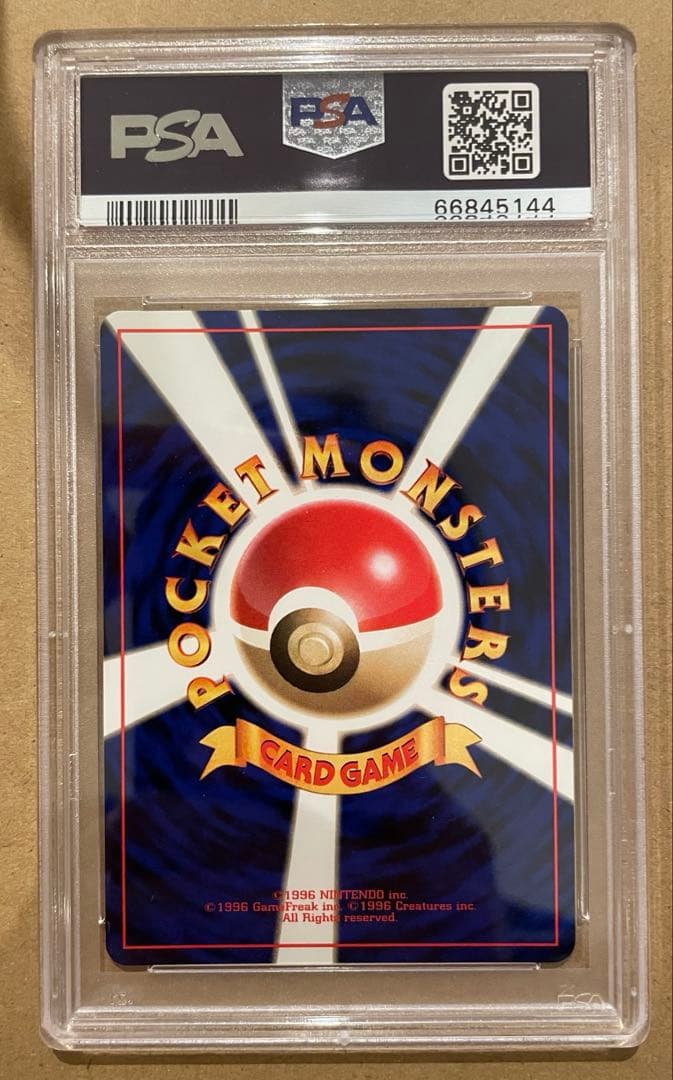 PSA
PSA
66845144
POCKET MONSTERS
CARD GAME
©1996 NINTENDO inc.
©1996 GameFreak inc. ©1996 Creatures inc.
All Rights reserved.
PSA